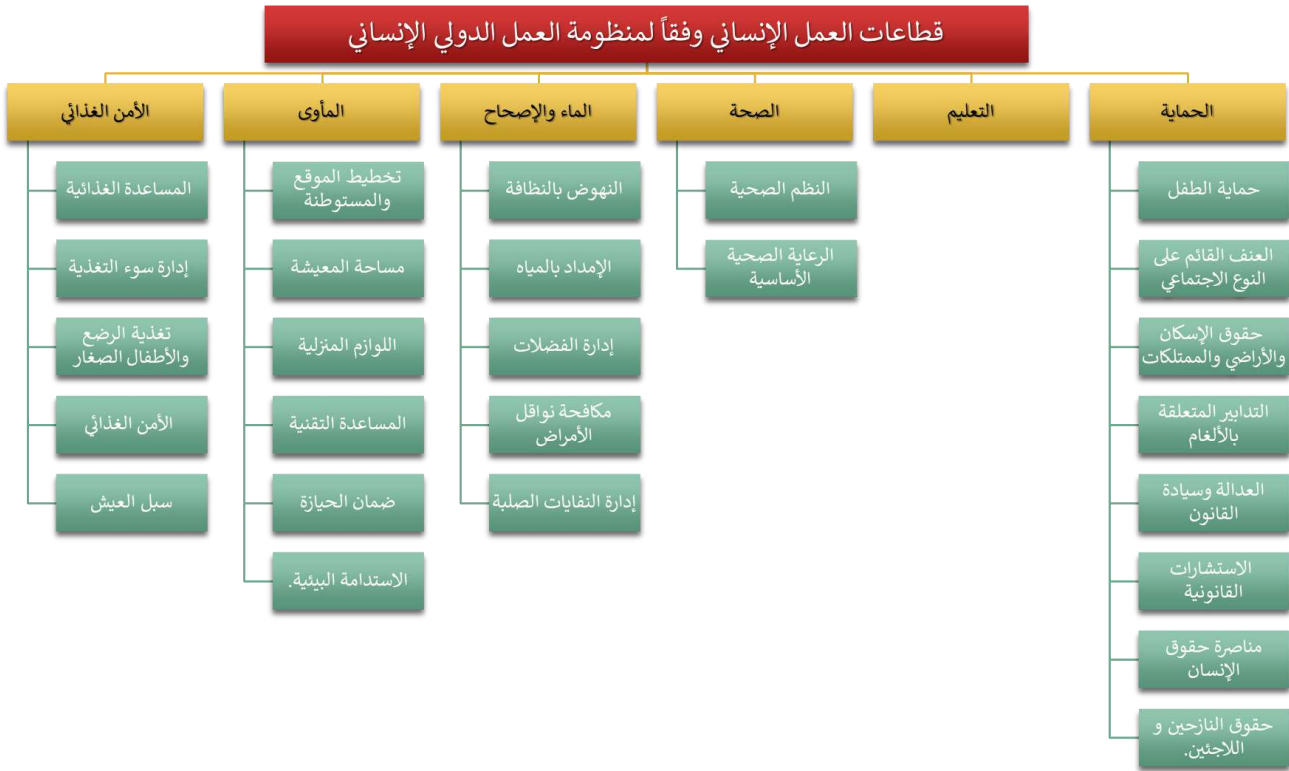 قطاعات العمل الإنساني وفقاً لمنظومة العمل الدولي الإنساني
الحماية
حماية الطفل
العنف القائم على
النوع الاجتماعي
حقوق الإسكان
والأراضي والممتلكات
التدابير المتعلقة
بالألغام
العدالة وسيادة
القانون
الاستشارات
القانونية
مناصرة حقوق
الإنسان
حقوق النازحين و
اللاجئين.
التعليم
الصحة
النظم الصحية
الرعاية الصحية
الأساسية
الماء والإصحاح
النهوض بالنظافة
الإمداد بالمياه
إدارة الفضلات
مكافحة نواقل
الأمراض
إدارة النفايات الصلبة
المأوى
تخطيط الموقع
والمستوطنة
مساحة المعيشة
اللوازم المنزلية
المساعدة التقنية
ضمان الحيازة
الاستدامة البيئية.
الأمن الغذائي
المساعدة الغذائية
إدارة سوء التغذية
تغذية الرضع
والأطفال الصغار
الأمن الغذائي
سبل العيش